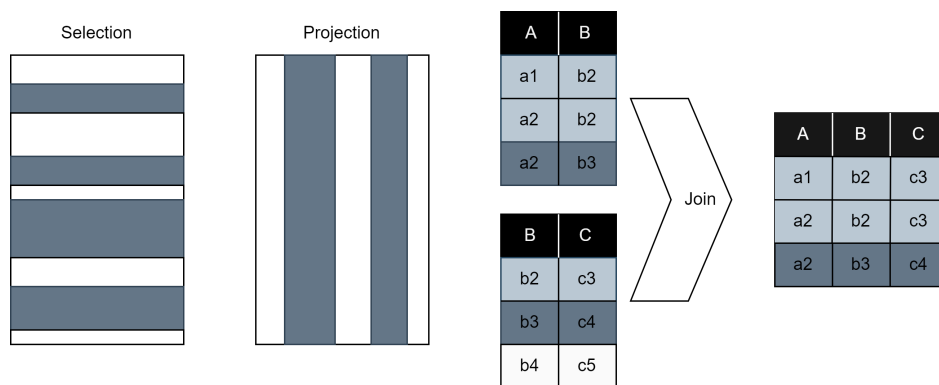 Selection
Projection
A B
a1 b2
a2 b2
a2 b3
B C
b2 c3
b3 c4
b4 c5
Join
A B C
a1 b2 c3
a2 b2 c3
a2 b3 c4